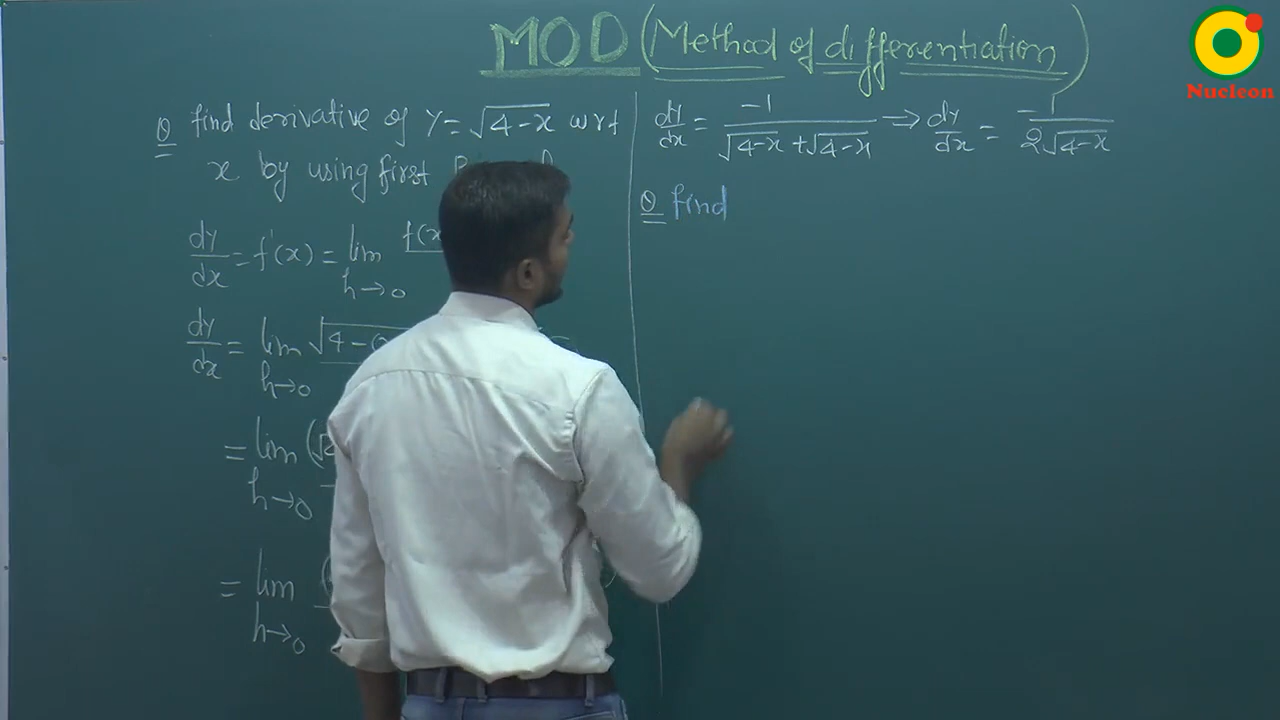 MOD (Method of differentiation)
Nucleon
Q find derivative of y = √4-x wrt
x by using first
dy/dx = f'(x) = lim h→0 f(x
dy/dx = lim h→0 √4-
= lim h→0 (√
= lim h→0 (
dy/dx = -1/(√4-x + √4-x) → dy/dx = -1/(2√4-x)
Q find